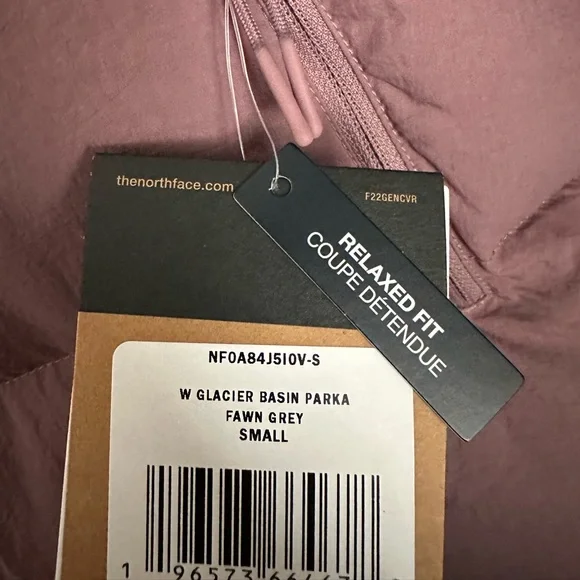 thenorthface.com
F22GENCVR
RELAXED FIT
COUPE DÉTENDUE
NF0A84J5I0V-S
W GLACIER BASIN PARKA
FAWN GREY
SMALL